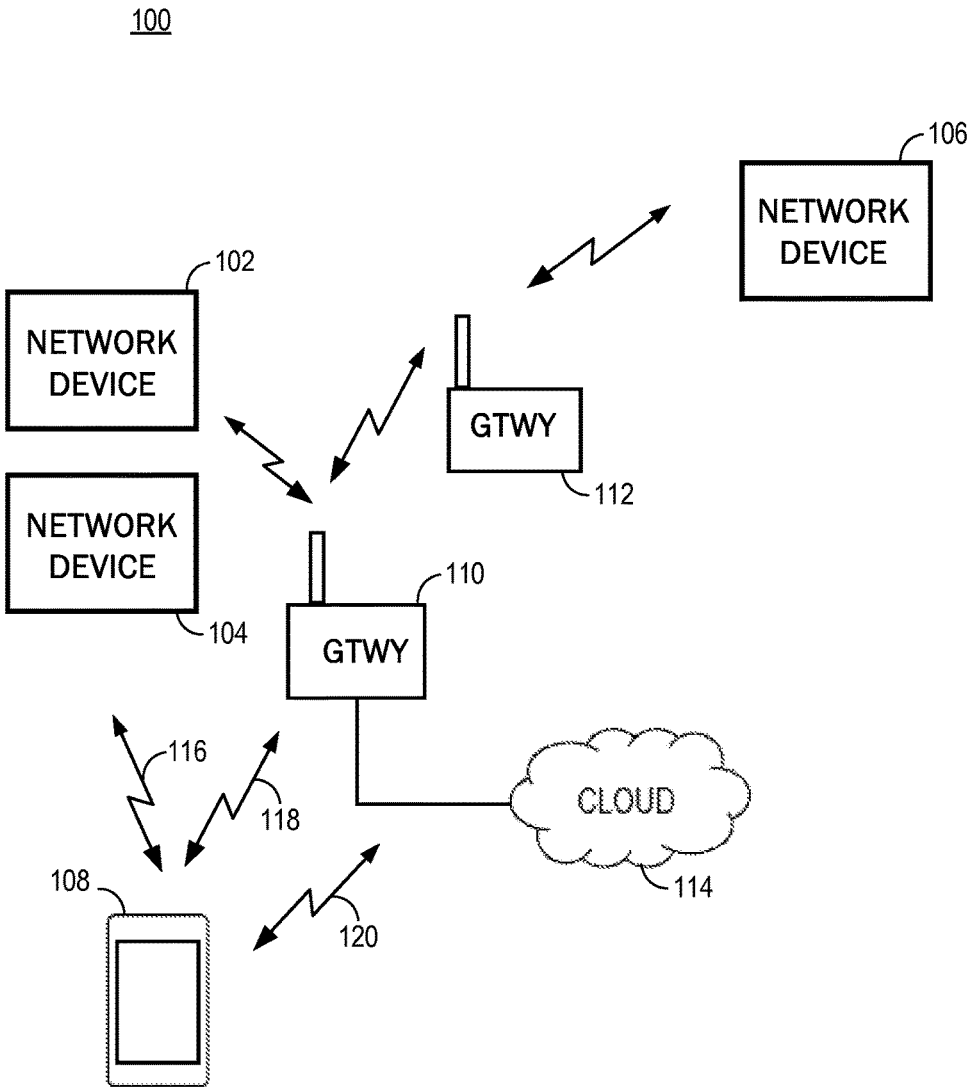 100
106
NETWORK
DEVICE
102
NETWORK
DEVICE
GTWY
112
NETWORK
DEVICE
104
110
GTWY
116
118
CLOUD
114
108
120